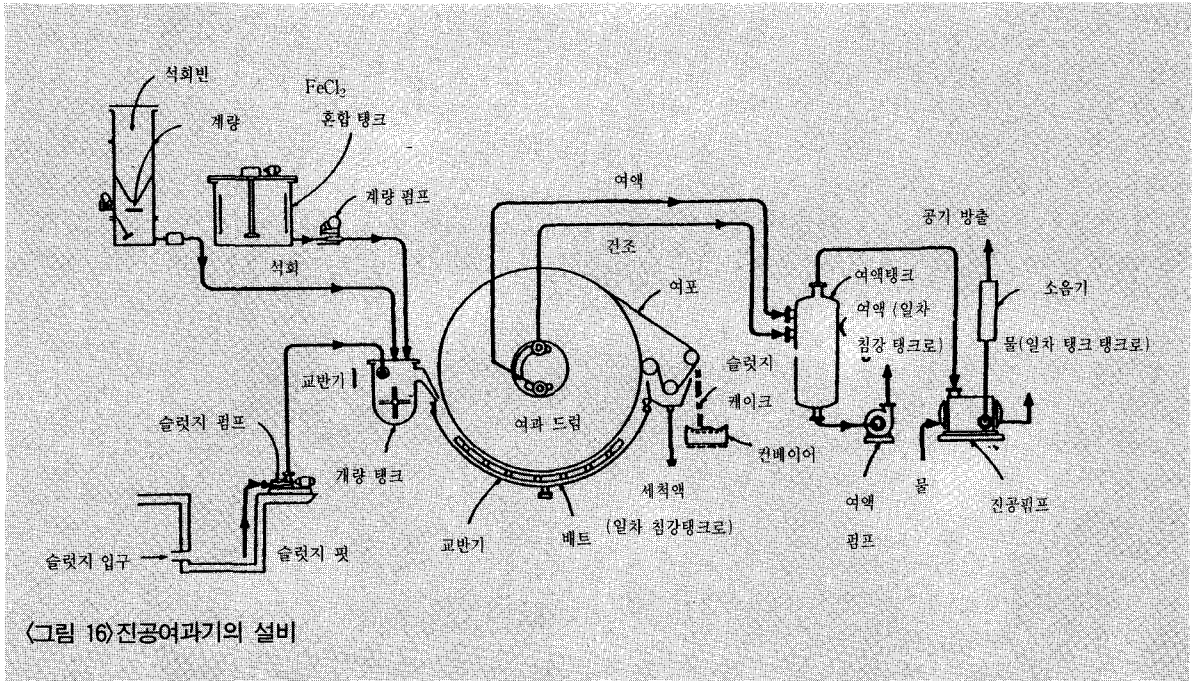 석회빈
FeCl₂
계량
혼합 탱크
계량 펌프
석회
여액
건조
여포
공기 방출
여액탱크
소음기
여액 (일차
침강 탱크로)
물(일차 탱크 탱크로)
교반기
슬럿지
케이크
컨베이어
슬럿지 펌프
개량 탱크
여과 드럼
세척액
(일차 침강탱크로)
교반기
배트
여액
펌프
물
진공펌프
슬럿지 입구
슬럿지 핏
〈그림 16〉진공여과기의 설비